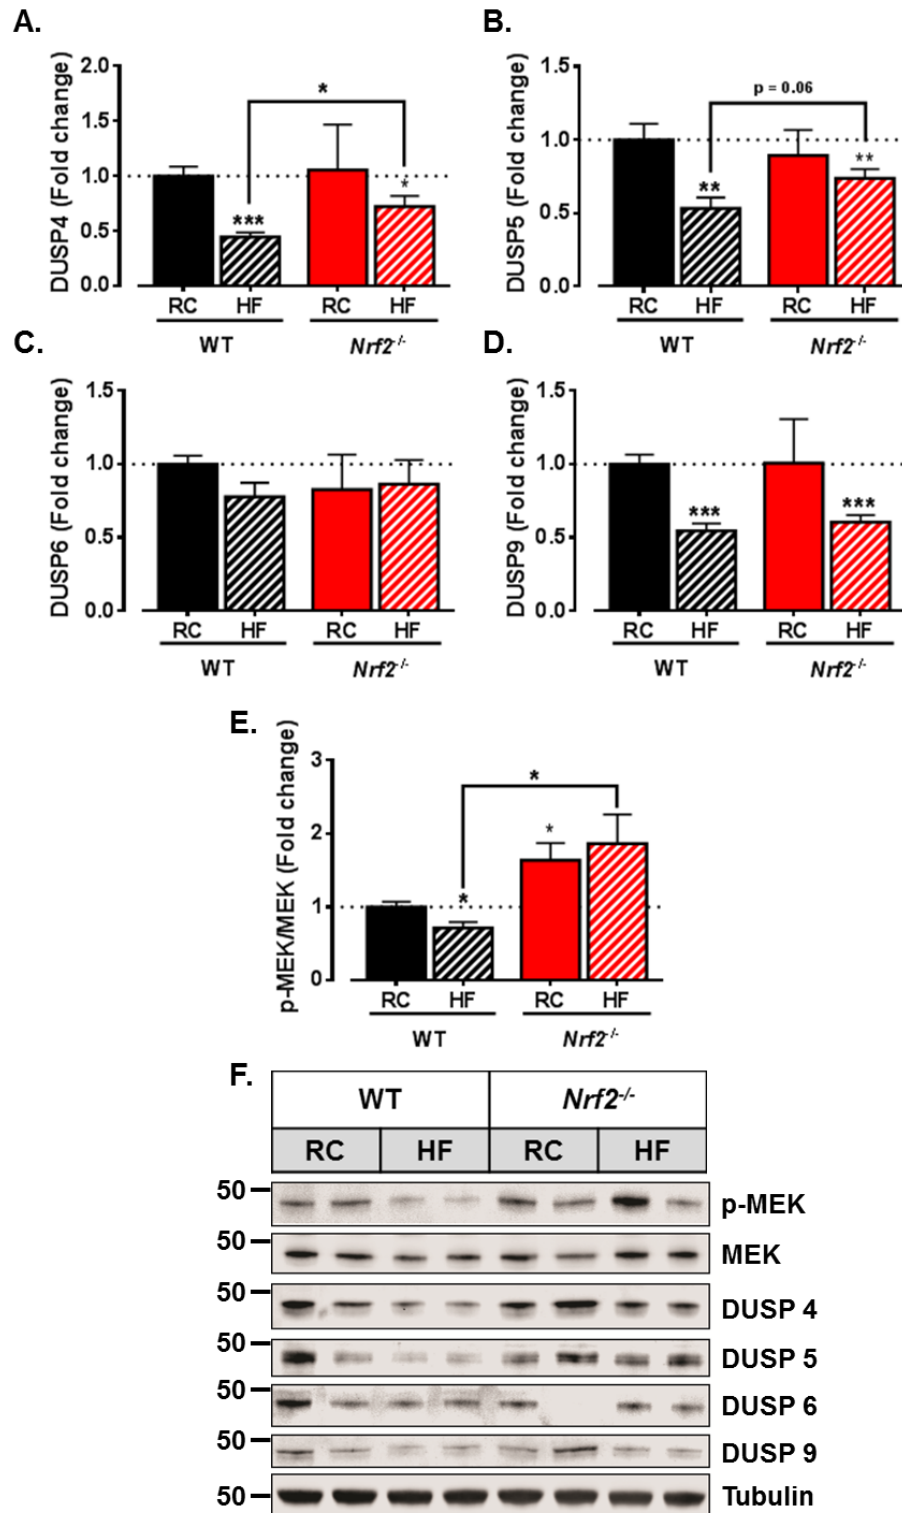 A.
DUSP4 (Fold change)
2.0
1.5
1.0
0.5
0.0
*
***
*
RC HF RC HF
WT Nrf2-/-
B.
DUSP5 (Fold change)
1.5
1.0
0.5
0.0
p = 0.06
**
**
RC HF RC HF
WT Nrf2-/-
C.
DUSP6 (Fold change)
1.5
1.0
0.5
0.0
RC HF RC HF
WT Nrf2-/-
D.
DUSP9 (Fold change)
1.5
1.0
0.5
0.0
***
***
RC HF RC HF
WT Nrf2-/-
E.
p-MEK/MEK (Fold change)
3
2
1
0
*
*
*
RC HF RC HF
WT Nrf2-/-
F.
WT Nrf2-/-
RC HF RC HF
50 p-MEK
50 MEK
50 DUSP 4
50 DUSP 5
50 DUSP 6
50 DUSP 9
50 Tubulin